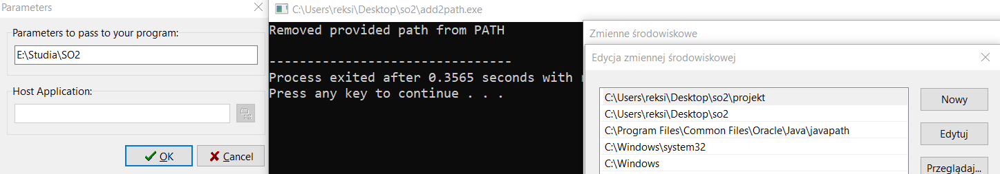 Parameters
Parameters to pass to your program:
E:\Studia\SO2
Host Application:
OK
Cancel
C:\Users\reksi\Desktop\so2\add2path.exe
Removed provided path from PATH
--------------------------------
Process exited after 0.3565 seconds with
Press any key to continue . . .
Zmienne środowiskowe
Edycja zmiennej środowiskowej
C:\Users\reksi\Desktop\so2\projekt
C:\Users\reksi\Desktop\so2
C:\Program Files\Common Files\Oracle\Java\javapath
C:\Windows\system32
C:\Windows
Nowy
Edytuj
Przeglądaj...